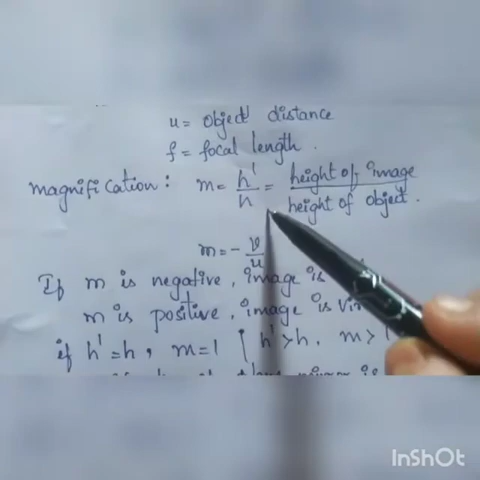 u = object distance
f = focal length.
magnification: m = h'/h = height of image / height of object.
m = - v/u
If m is negative, image is
m is positive, image is
if h' = h, m = 1 | h' > h, m >
InShOt